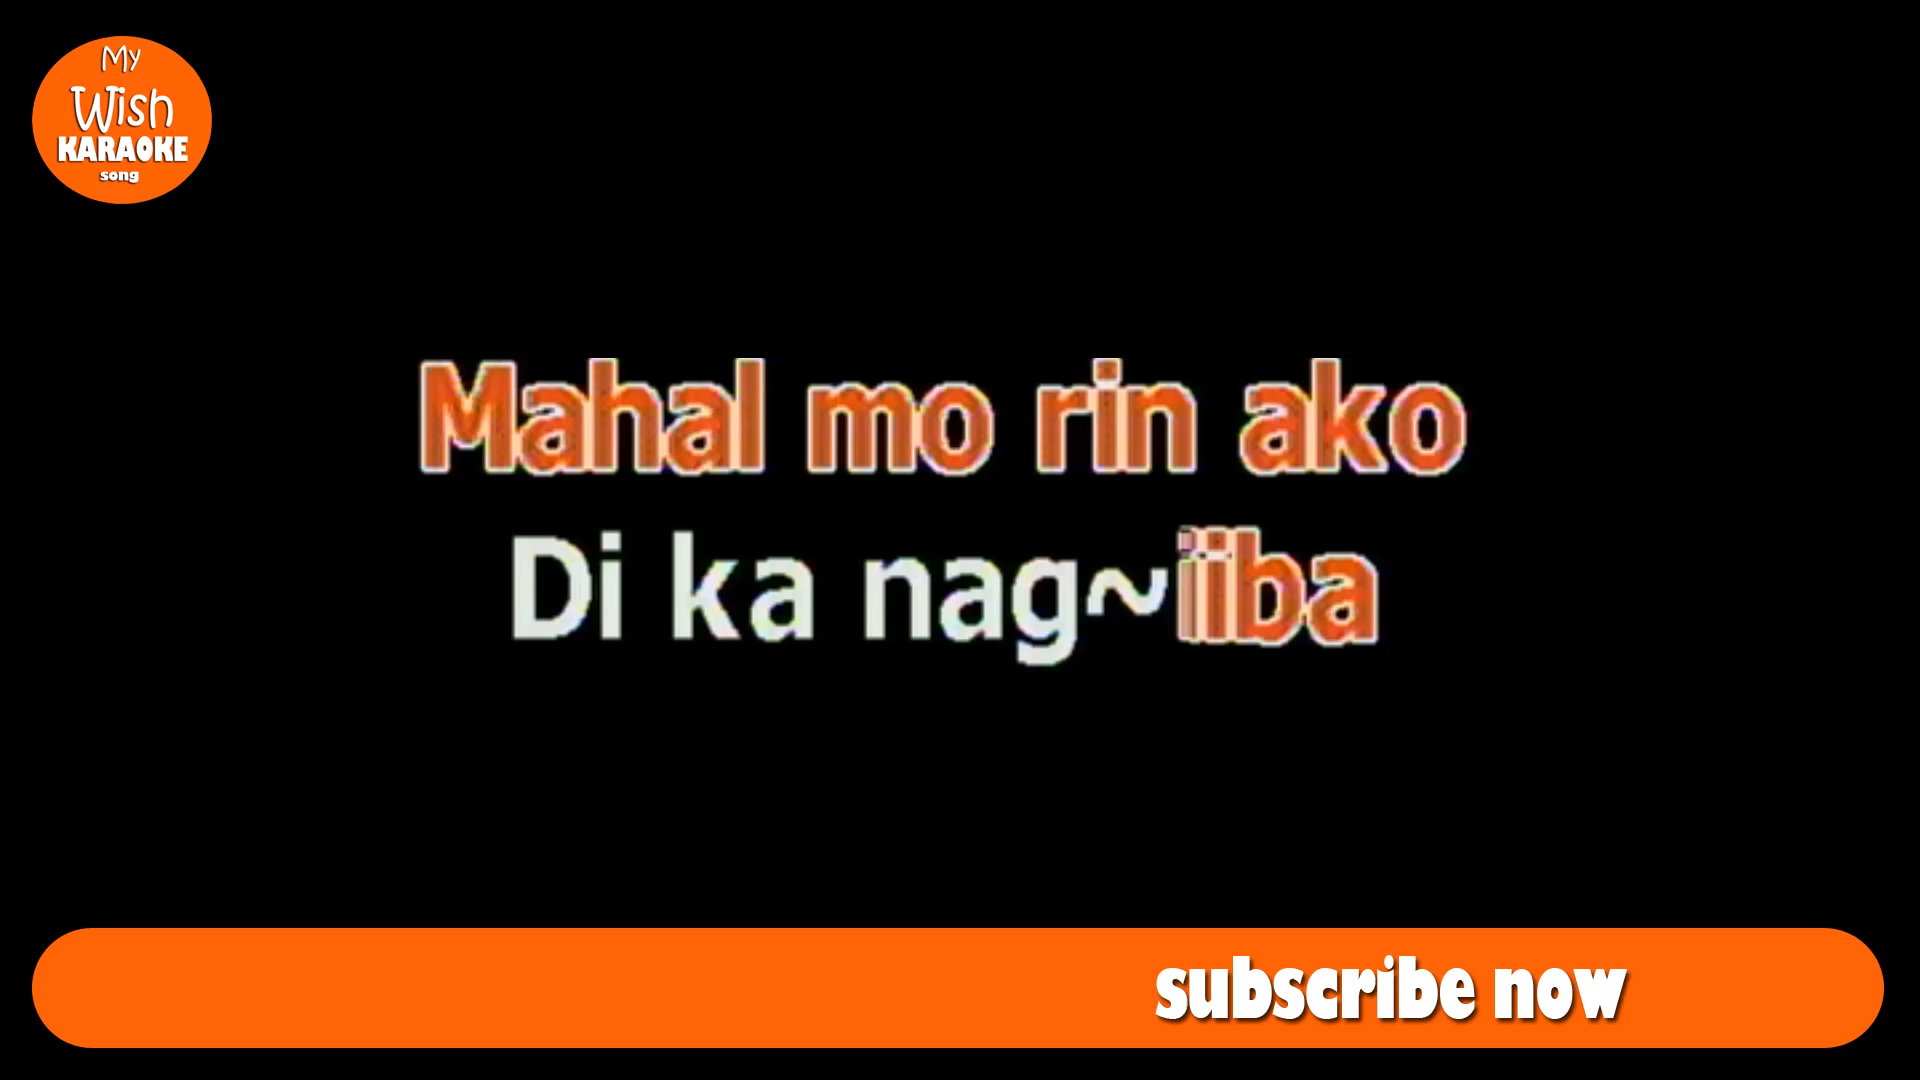 My
Wish
KARAOKE
song
Mahal mo rin ako
Di ka nag~iiba
subscribe now